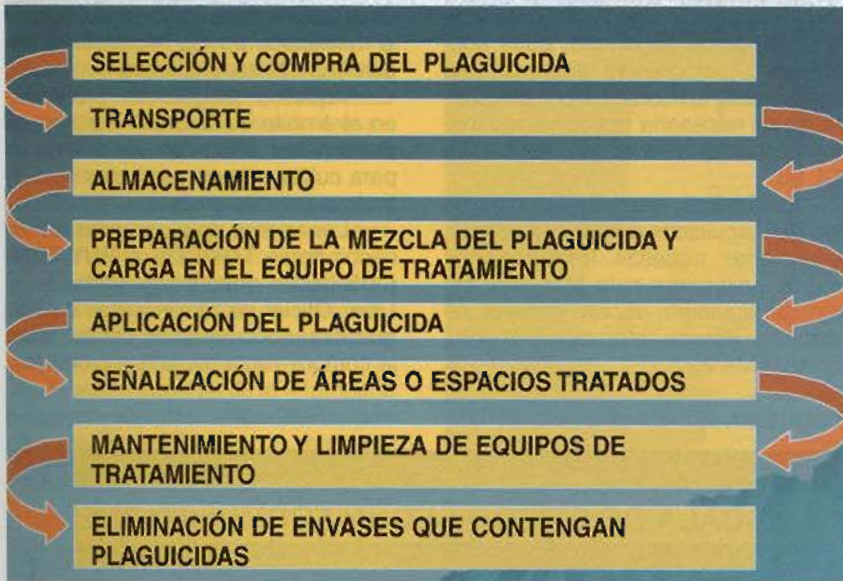 SELECCIÓN Y COMPRA DEL PLAGUICIDA
TRANSPORTE
ALMACENAMIENTO
PREPARACIÓN DE LA MEZCLA DEL PLAGUICIDA Y
CARGA EN EL EQUIPO DE TRATAMIENTO
APLICACIÓN DEL PLAGUICIDA
SEÑALIZACIÓN DE ÁREAS O ESPACIOS TRATADOS
MANTENIMIENTO Y LIMPIEZA DE EQUIPOS DE
TRATAMIENTO
ELIMINACIÓN DE ENVASES QUE CONTENGAN
PLAGUICIDAS